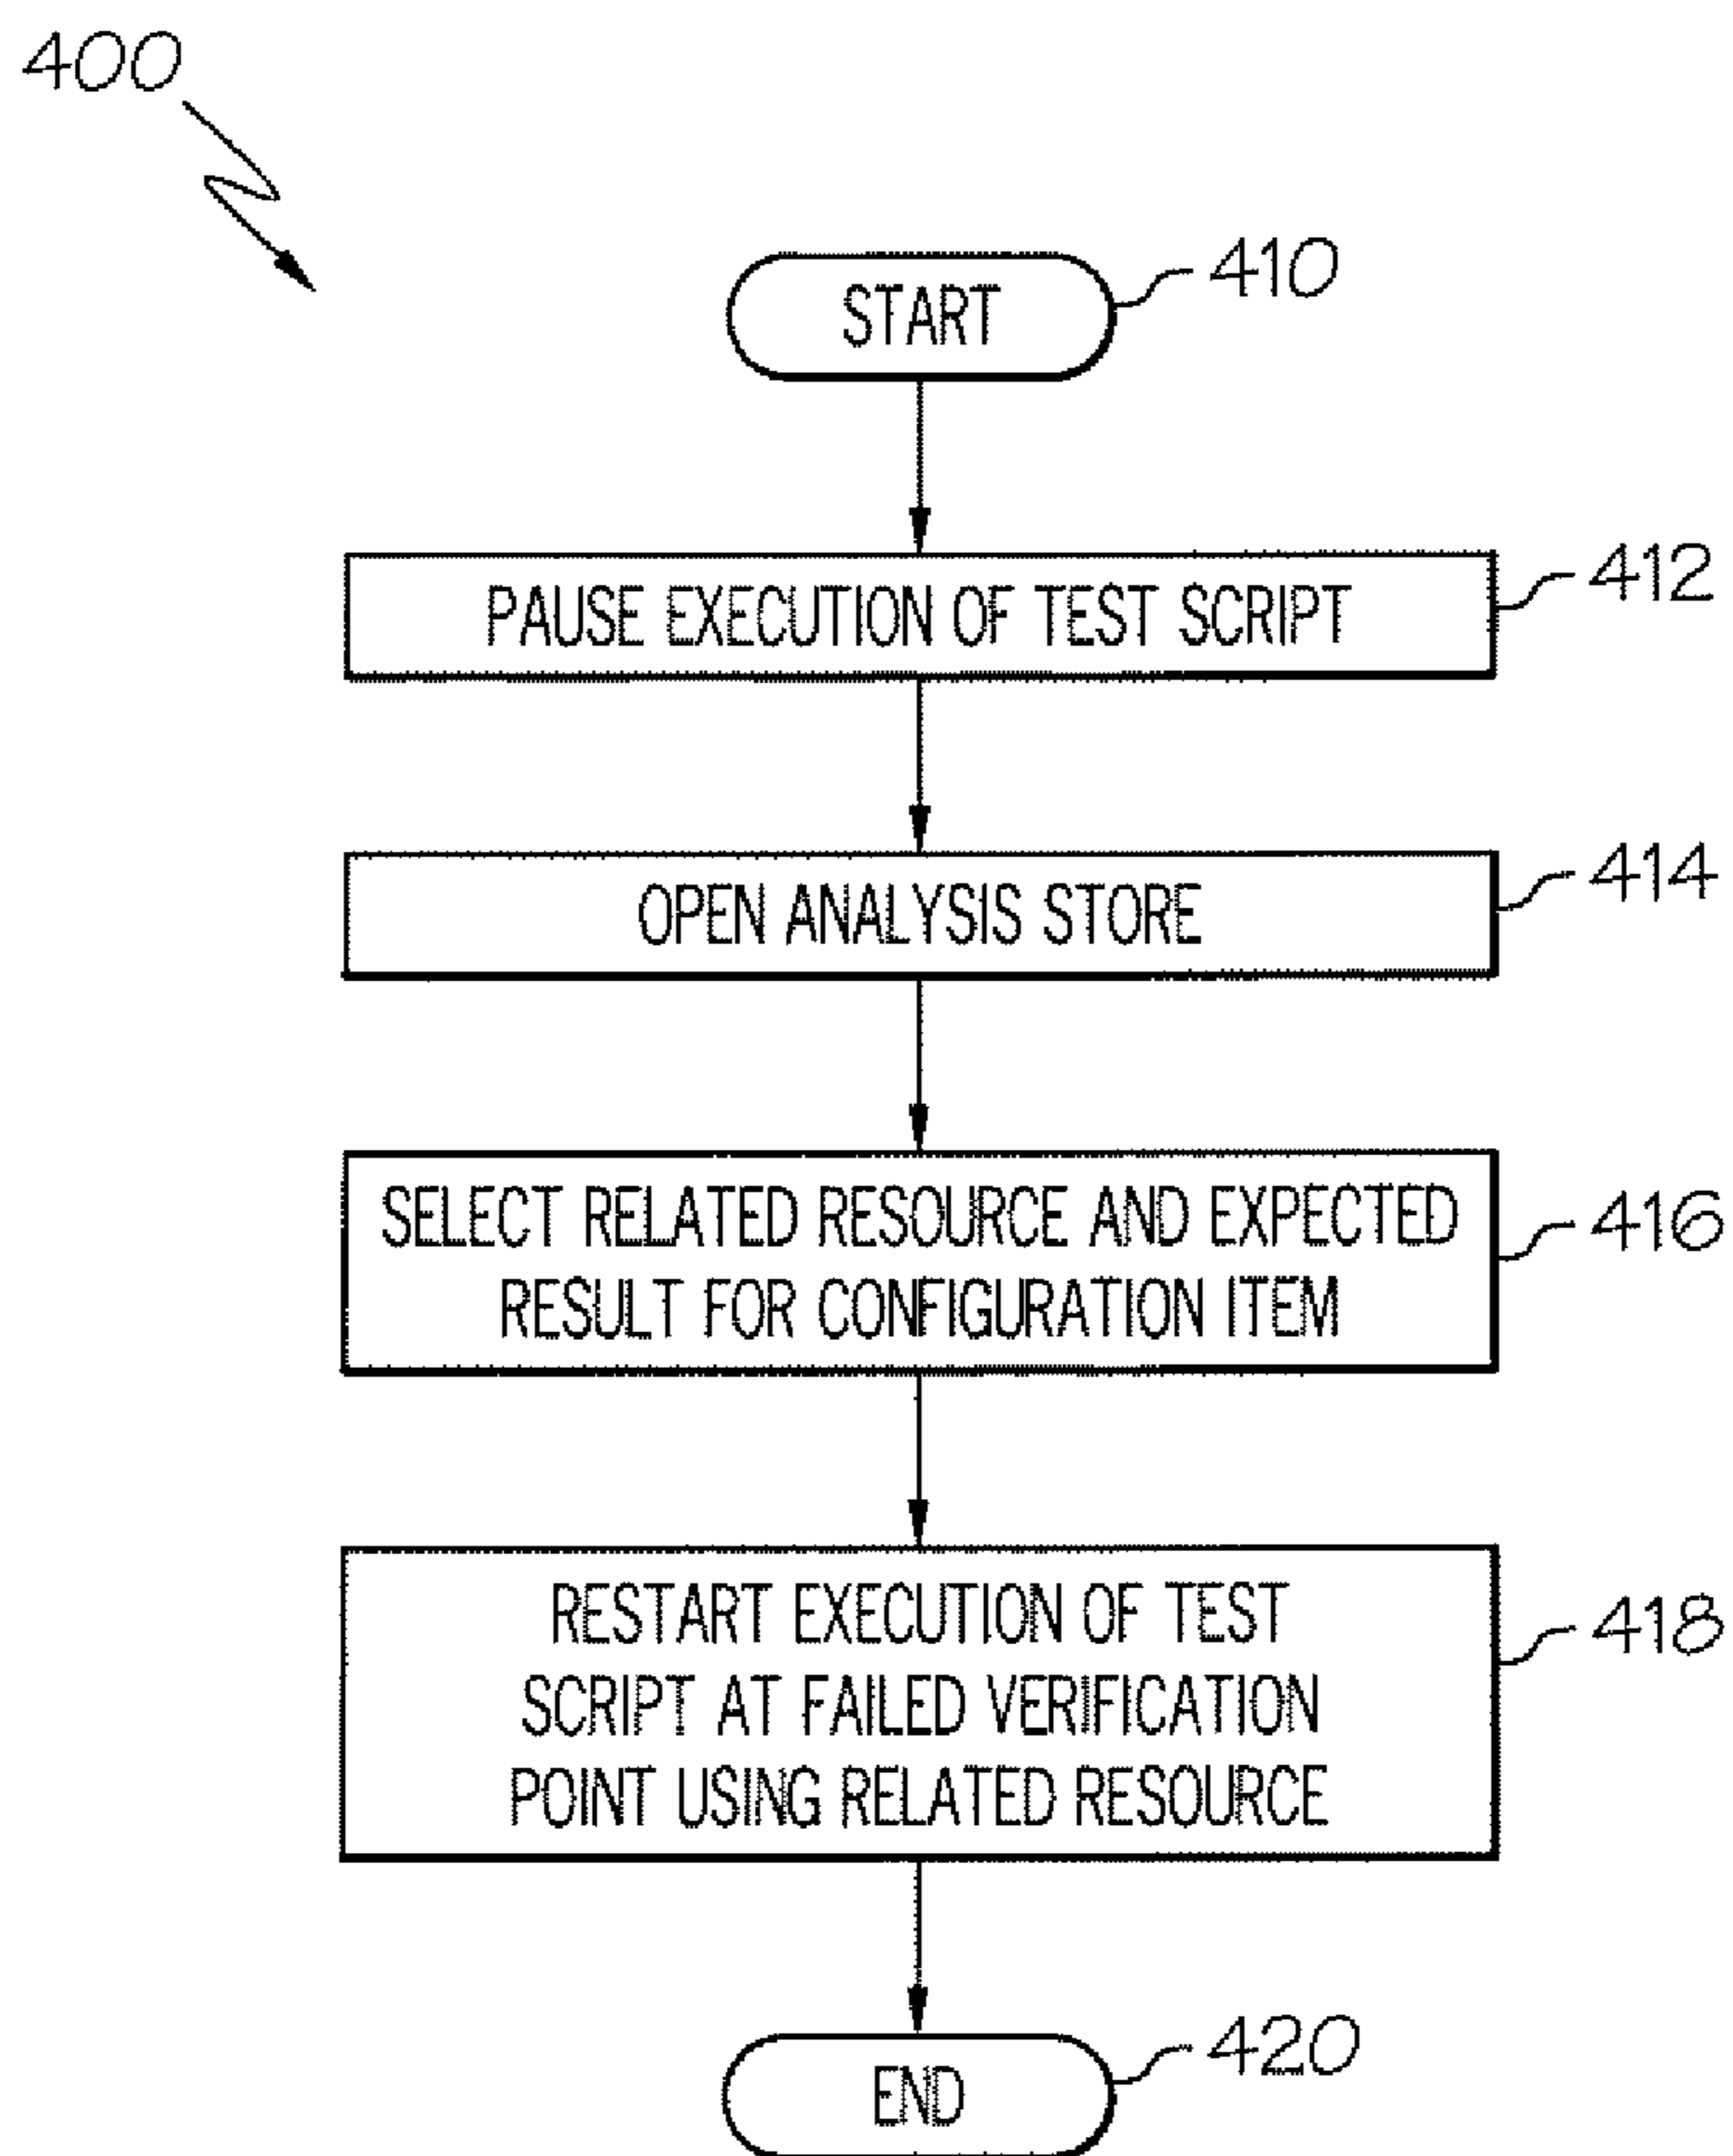 400
START
410
PAUSE EXECUTION OF TEST SCRIPT
412
OPEN ANALYSIS STORE
414
SELECT RELATED RESOURCE AND EXPECTED
RESULT FOR CONFIGURATION ITEM
416
RESTART EXECUTION OF TEST
SCRIPT AT FAILED VERIFICATION
POINT USING RELATED RESOURCE
418
END
420